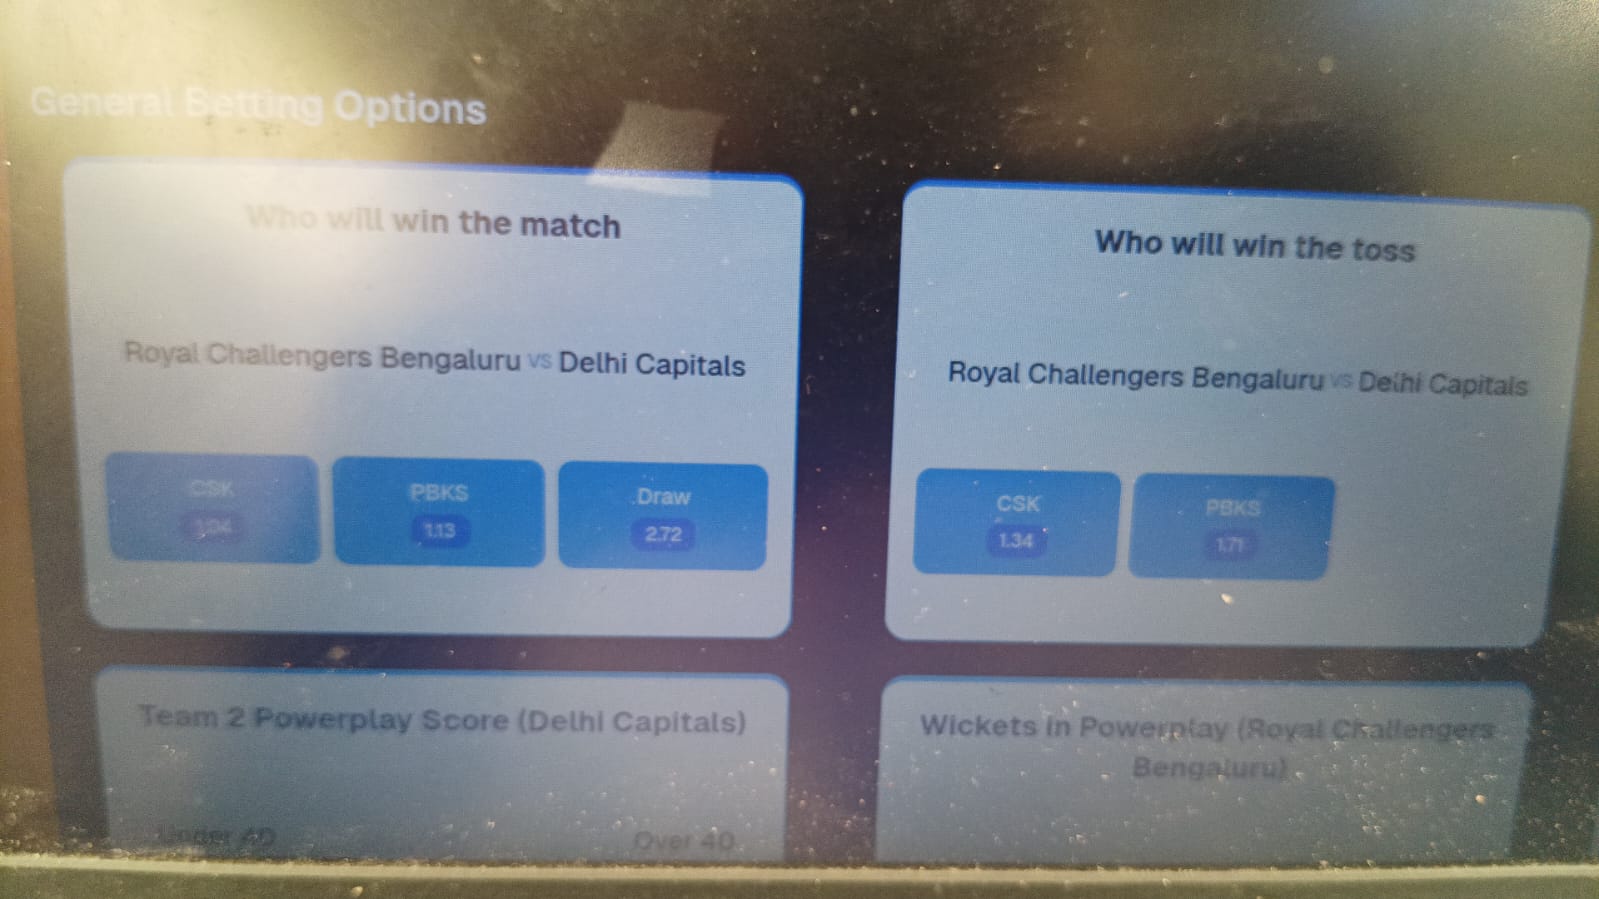 General Betting Options
Who will win the match
Royal Challengers Bengaluru vs Delhi Capitals
CSK
PBKS
1.13
Draw
2.72
Who will win the toss
Royal Challengers Bengaluru vs Delhi Capitals
CSK
1.34
PBKS
1.71
Team 2 Powerplay Score (Delhi Capitals)
Under 40
Over 40
Wickets in Powerplay (Royal Challengers
Bengaluru)